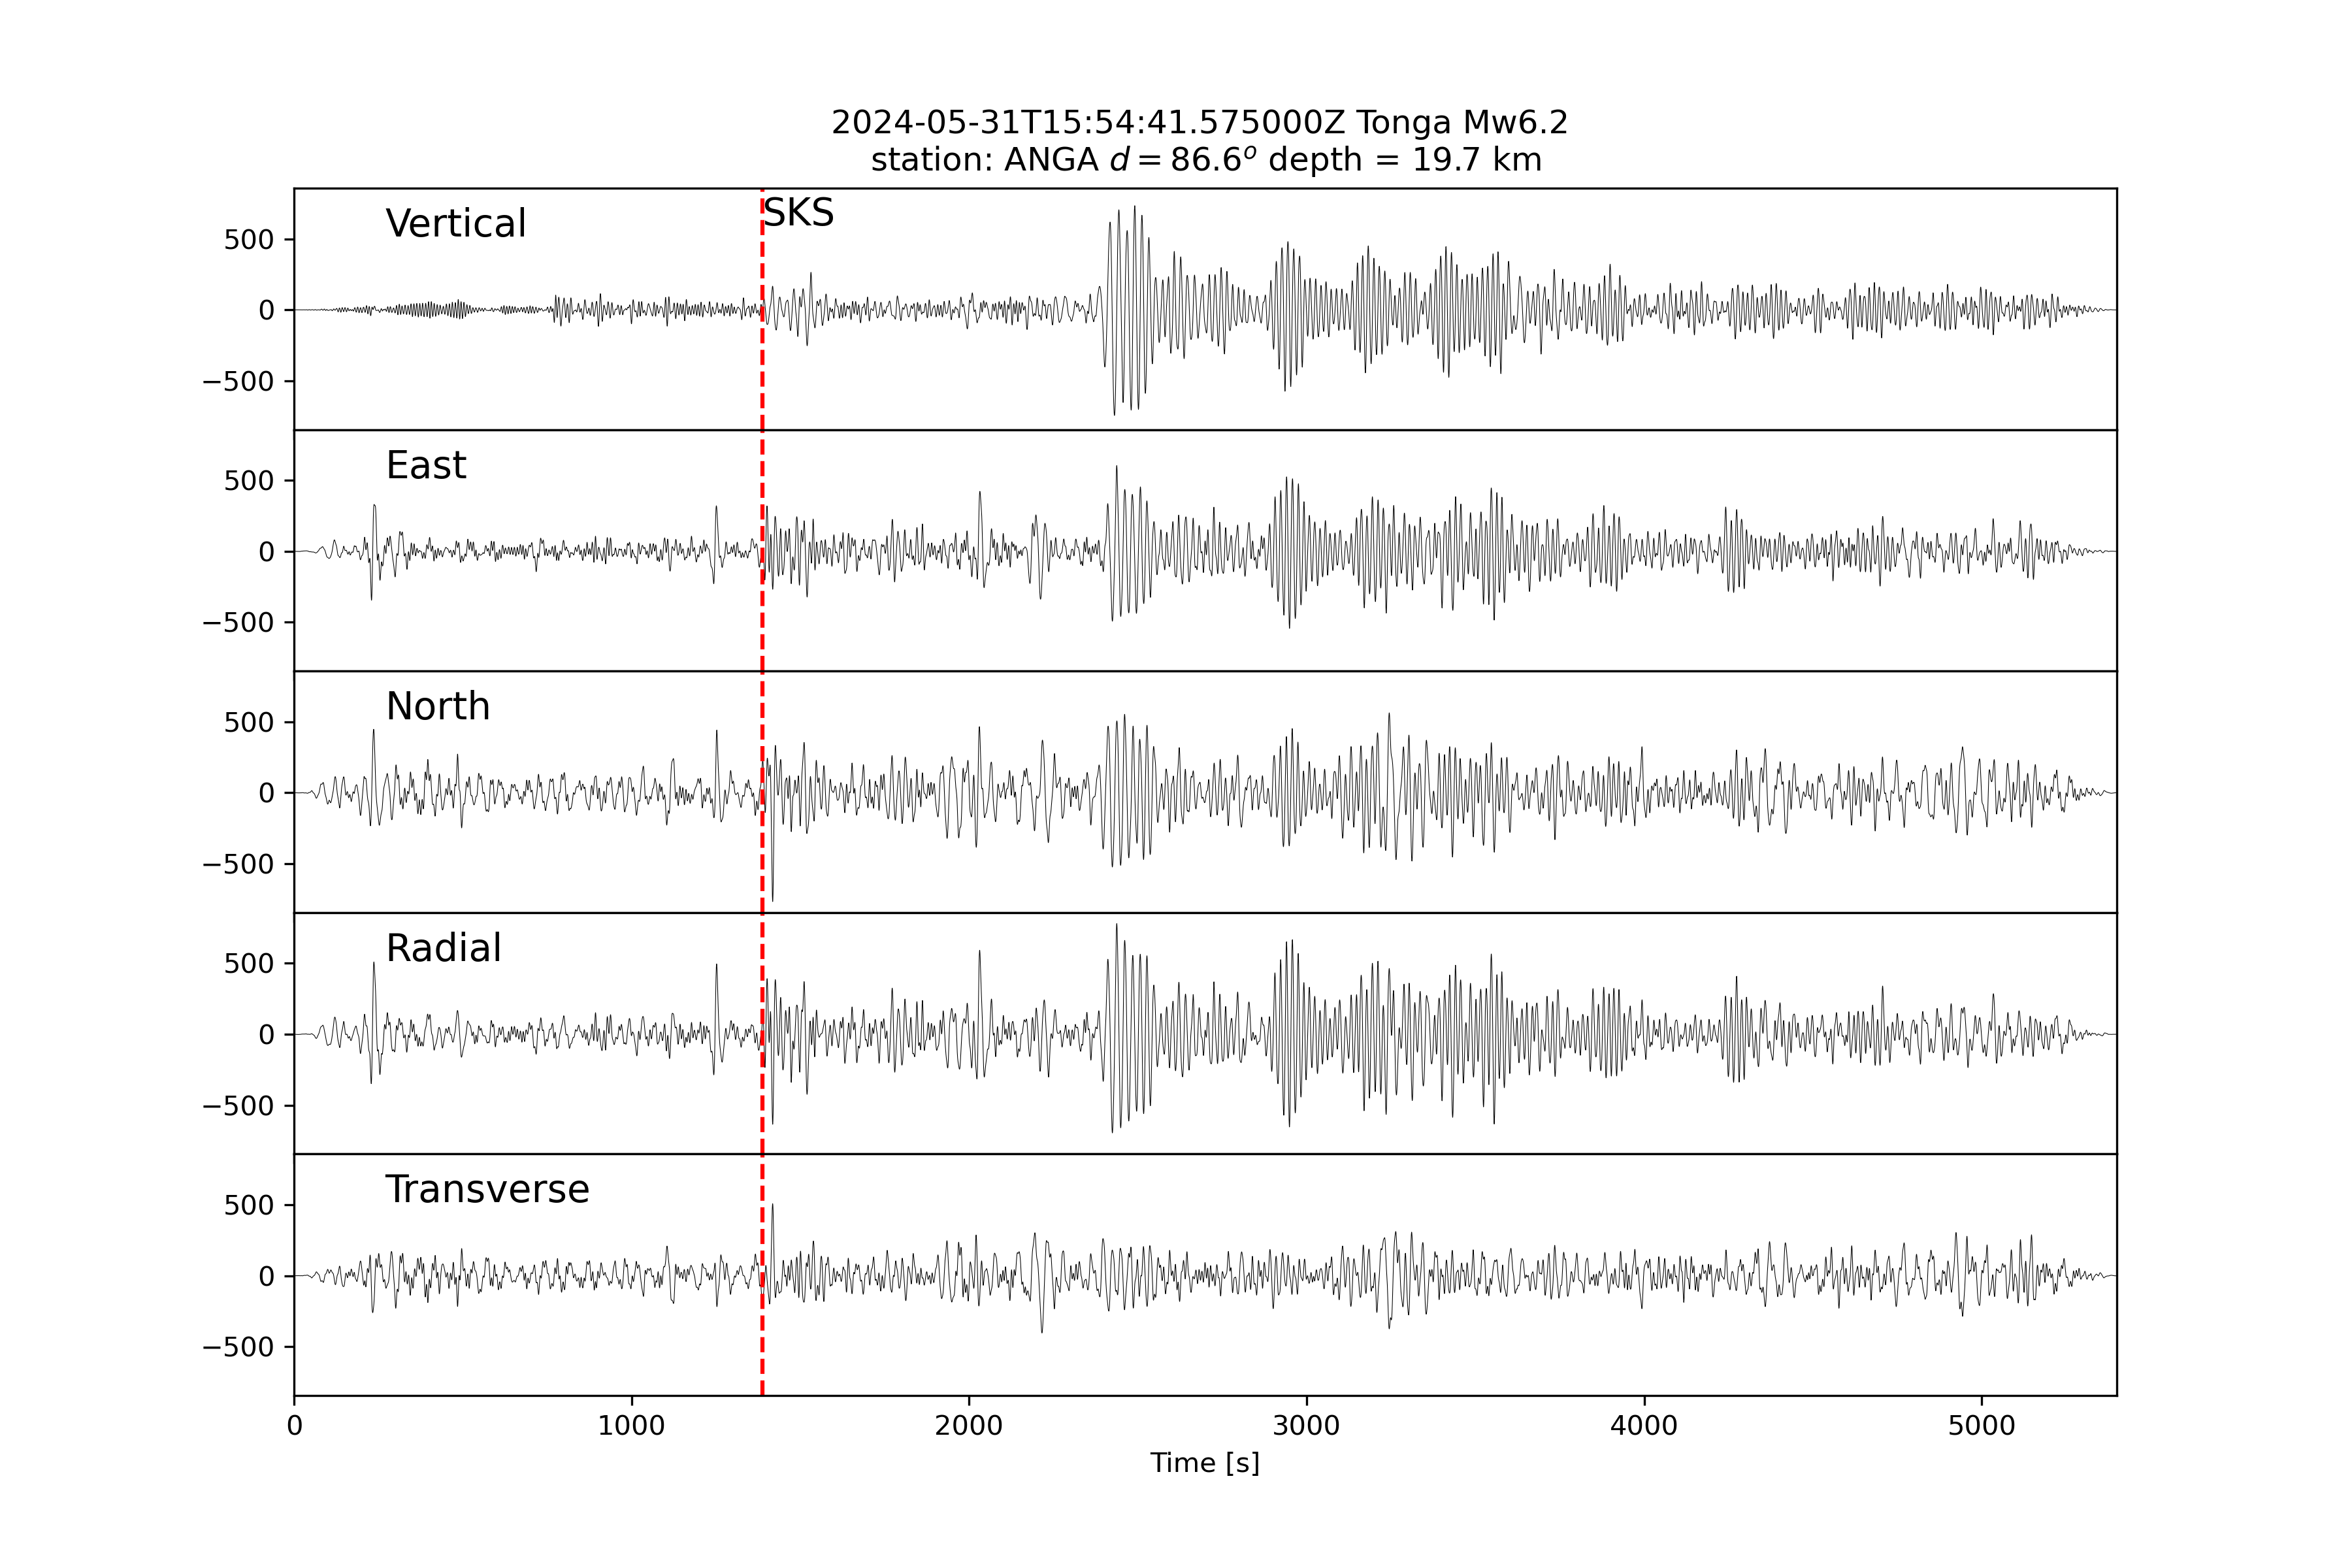 2024-05-31T15:54:41.575000Z Tonga Mw6.2
station: ANGA d = 86.6° depth = 19.7 km
Vertical
SKS
500
0
−500
East
500
0
−500
North
500
0
−500
Radial
500
0
−500
Transverse
500
0
−500
0 1000 2000 3000 4000 5000
Time [s]